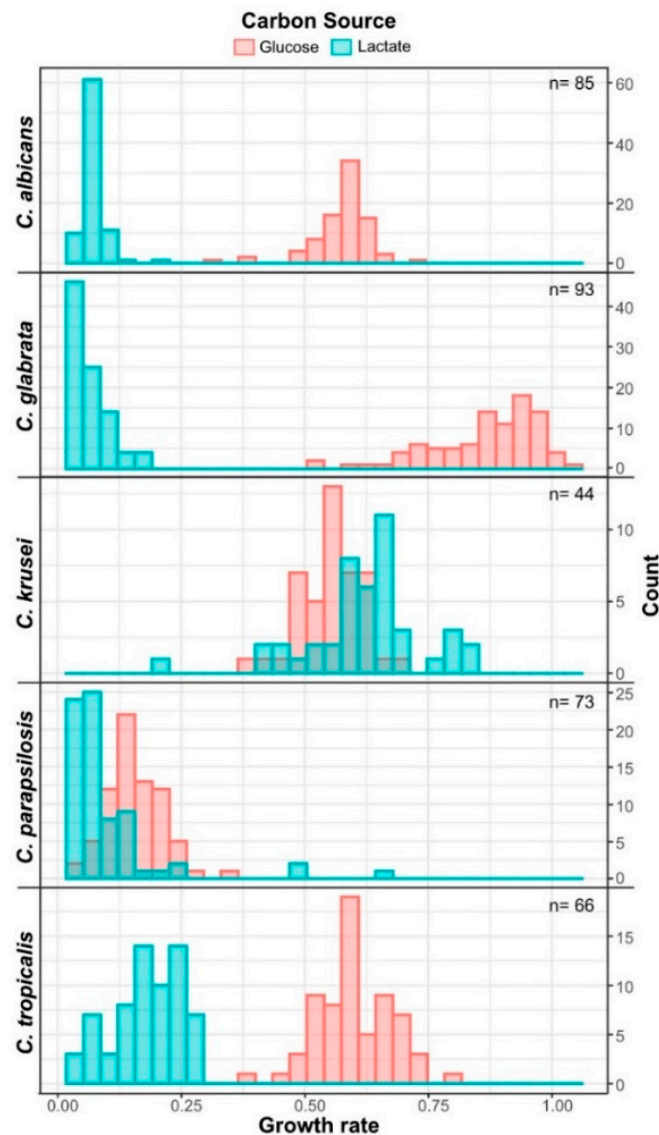 Carbon Source
Glucose Lactate
C. albicans
n= 85
60
40
20
0
C. glabrata
n= 93
40
30
20
10
0
C. krusei
n= 44
10
5
0
Count
C. parapsilosis
n= 73
25
20
15
10
5
0
C. tropicalis
n= 66
15
10
5
0
0.00 0.25 0.50 0.75 1.00
Growth rate